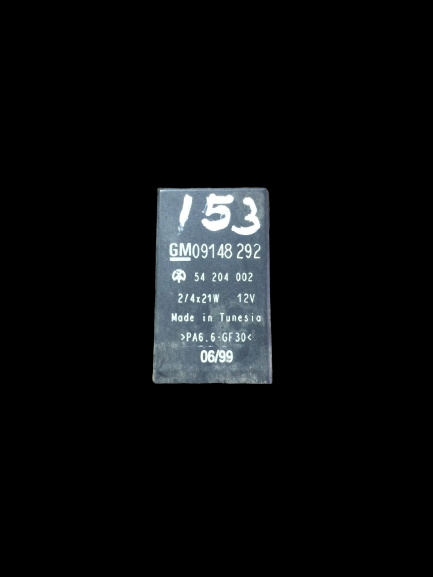 153
GM09148 292
54 204 002
2/4x21W 12V
Made in Tunesia
>PA6.6-GF30<
06/99